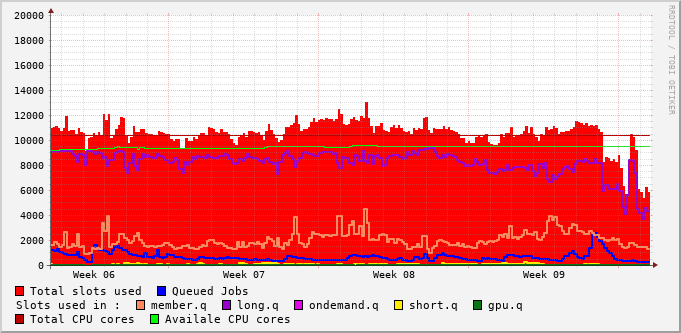 20000
18000
16000
14000
12000
10000
8000
6000
4000
2000
0
Week 06 Week 07 Week 08 Week 09
RRDTOOL / TOBI OETIKER
Total slots used Queued Jobs
Slots used in : member.q long.q ondemand.q short.q gpu.q
Total CPU cores Availale CPU cores